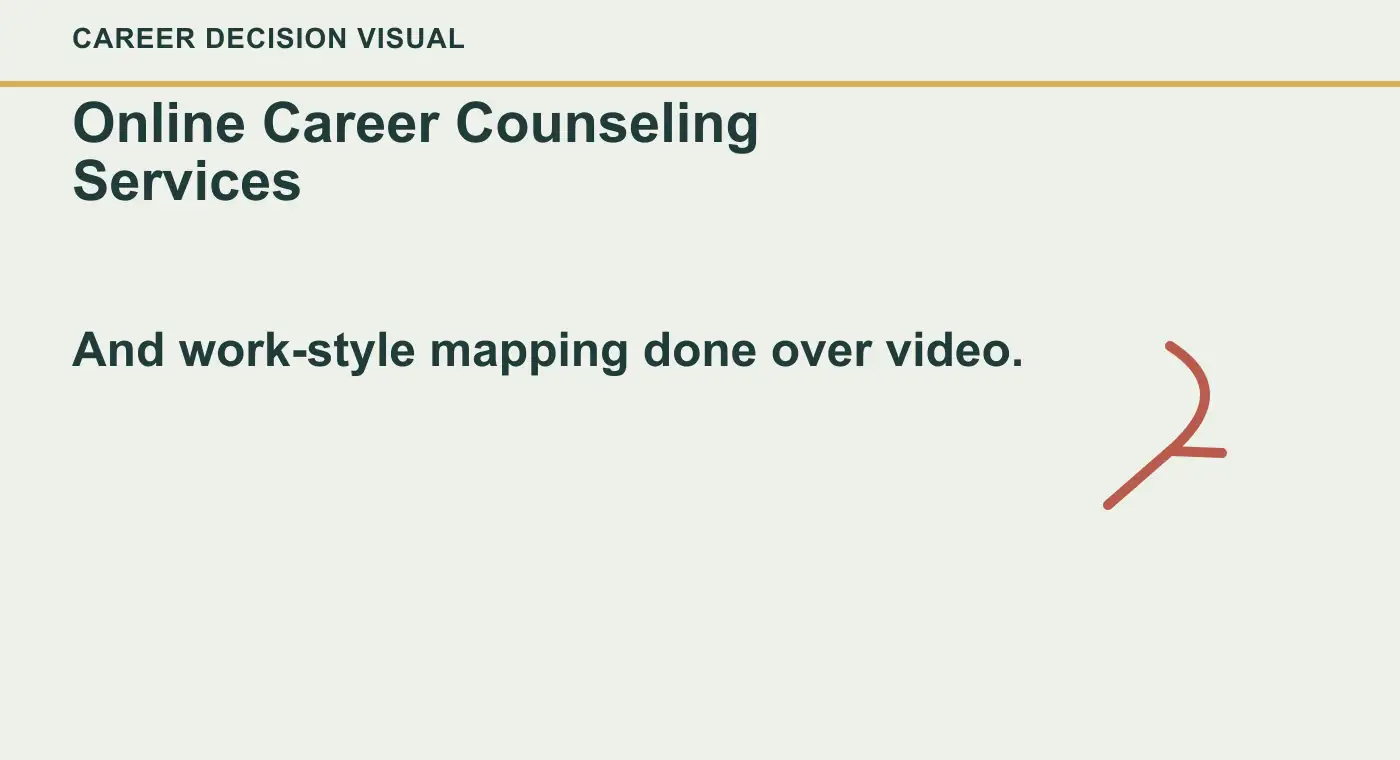 CAREER DECISION VISUAL
Online Career Counseling
Services
And work-style mapping done over video.